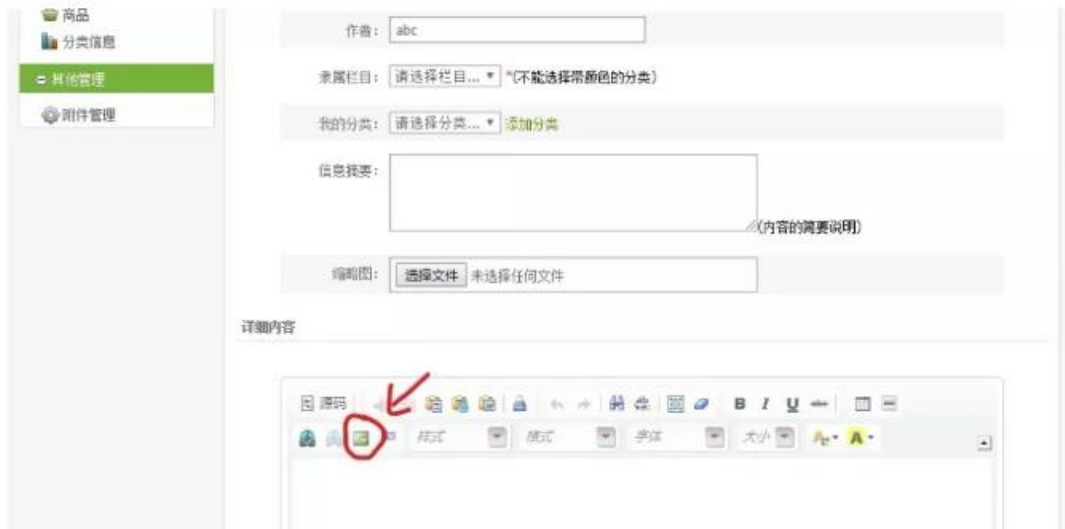 商品
分类信息
其他管理
附件管理
作者： abc
隶属栏目： 请选择栏目... *(不能选择带颜色的分类)
我的分类： 请选择分类... 添加分类
信息摘要：
(内容的简要说明)
缩略图： 选择文件 未选择任何文件
详细内容
源码 B I U abc
样式 格式 字体 大小 A A